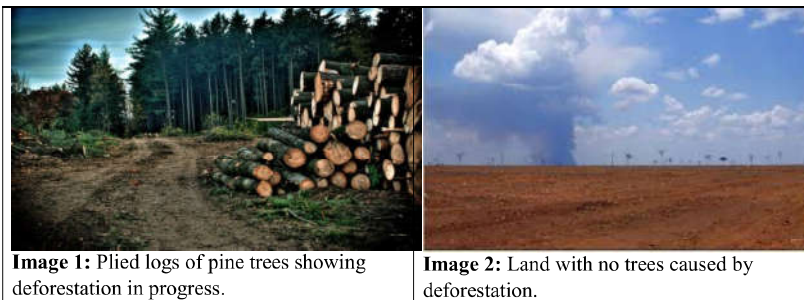 Image 1: Plied logs of pine trees showing
deforestation in progress.
Image 2: Land with no trees caused by
deforestation.